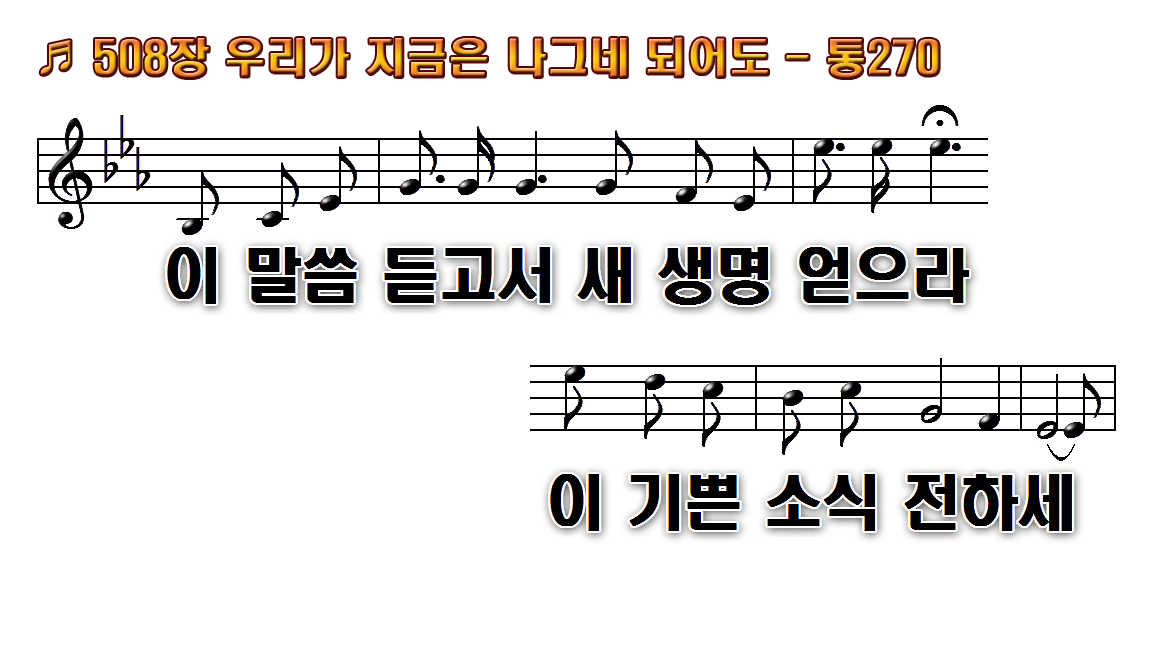 508장 우리가 지금은 나그네 되어도 - 통270
이 말씀 듣고서 새 생명 얻으라
이 기쁜 소식 전하세